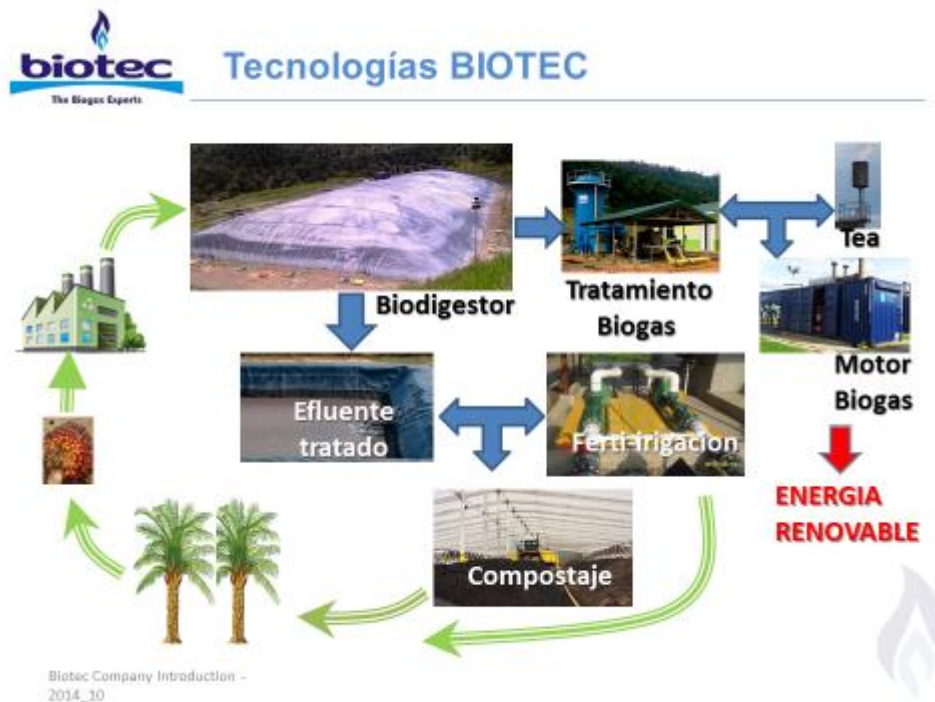 biotec
The Biogas Experts
Tecnologías BIOTEC
Biodigestor
Tratamiento
Biogas
Tea
Motor
Biogas
Efluente
tratado
Ferti-irigacion
ENERGIA
RENOVABLE
Compostaje
Biotec Company Introduction -
2014_10